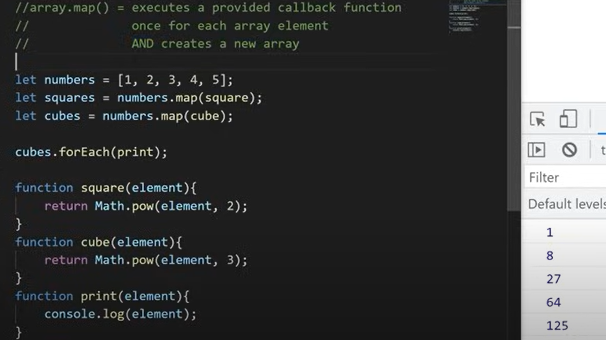 //array.map() = executes a provided callback function
//              once for each array element
//              AND creates a new array
let numbers = [1, 2, 3, 4, 5];
let squares = numbers.map(square);
let cubes = numbers.map(cube);
cubes.forEach(print);
function square(element){
    return Math.pow(element, 2);
}
function cube(element){
    return Math.pow(element, 3);
}
function print(element){
    console.log(element);
}
t
Filter
Default levels
1
8
27
64
125